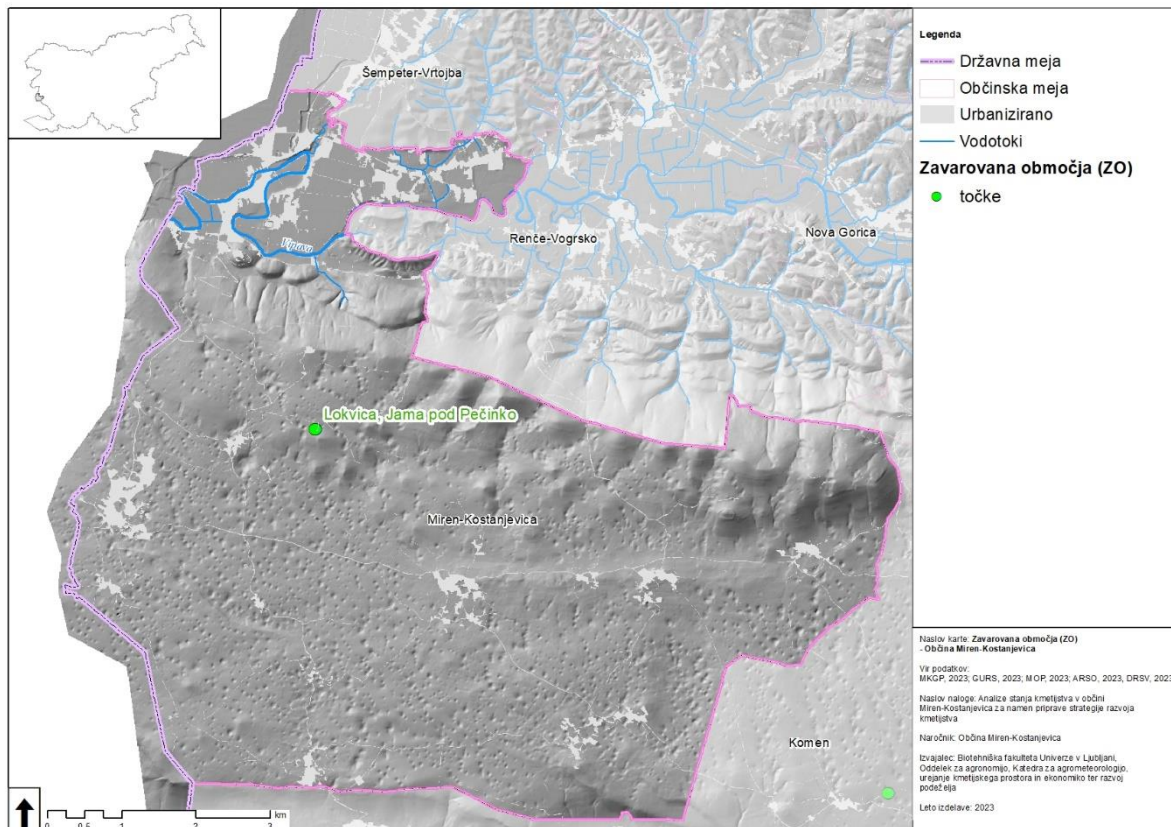 Šempeter-Vrtojba
Vipava
Renče-Vogrsko
Nova Gorica
Lokvica, Jama pod Pečinko
Miren-Kostanjevica
Komen
0 0.5 1 2 3 km
Legenda
Državna meja
Občinska meja
Urbanizirano
Vodotoki
Zavarovana območja (ZO)
točke
Naslov karte: Zavarovana območja (ZO)
- Občina Miren-Kostanjevica
Vir podatkov:
MKGP, 2023; GURS, 2023; MOP, 2023; ARSO, 2023, DRSV, 2023
Naslov naloge: Analize stanja kmetijstva v občini
Miren-Kostanjevica za namen priprave strategije razvoja
kmetijstva
Naročnik: Občina Miren-Kostanjevica
Izvajalec: Biotehniška fakulteta Univerze v Ljubljani,
Oddelek za agronomijo, Katedra za agrometeorologijo,
urejanje kmetijskega prostora in ekonomiko ter razvoj
podeželja
Leto izdelave: 2023